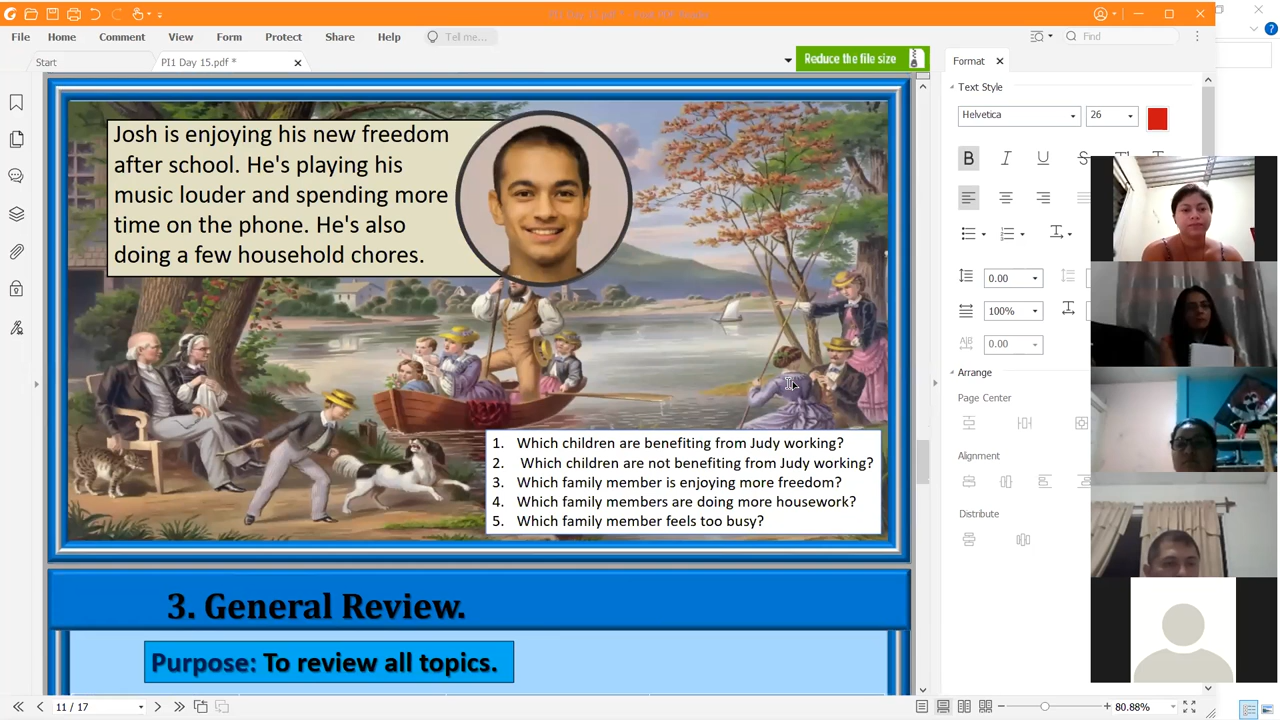 File Home Comment View Form Protect Share Help Tell me... Find
Start PI1 Day 15.pdf * Reduce the file size Format
Text Style
Helvetica 26
Josh is enjoying his new freedom
after school. He's playing his
music louder and spending more
time on the phone. He's also
doing a few household chores.
B I U S
0.00
100%
0.00
Arrange
Page Center
Alignment
Distribute
1. Which children are benefiting from Judy working?
2. Which children are not benefiting from Judy working?
3. Which family member is enjoying more freedom?
4. Which family members are doing more housework?
5. Which family member feels too busy?
3. General Review.
Purpose: To review all topics.
11 / 17 80.88%